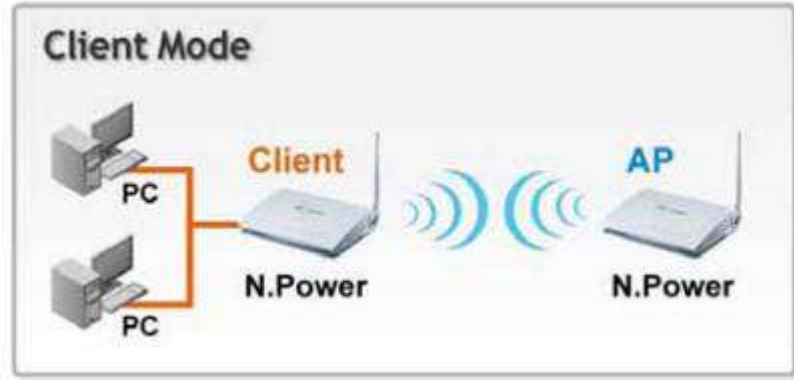 Client Mode
PC
Client
AP
N.Power
N.Power
PC